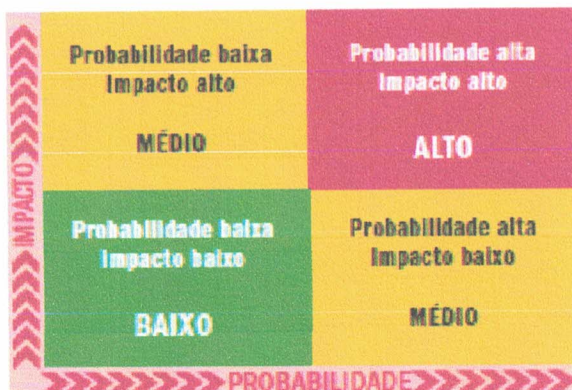 Probabilidade baixa
Impacto alto
MÉDIO
Probabilidade alta
Impacto alto
ALTO
IMPACTO
Probabilidade baixa
Impacto baixo
BAIXO
Probabilidade alta
Impacto baixo
MÉDIO
PROBABILIDADE